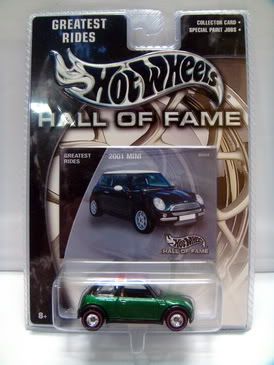 GREATEST
RIDES
COLLECTOR CARD •
SPECIAL PAINT JOBS •
Hot Wheels
HALL OF FAME
GREATEST
RIDES
2001 MINI
Hot Wheels
HALL OF FAME
8+